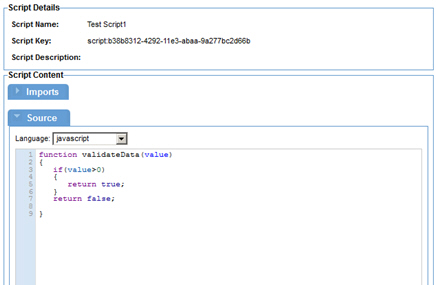 Script Details
Script Name: Test Script1
Script Key: script:b38b8312-4292-11e3-abaa-9a277bc2d66b
Script Description:
Script Content
Imports
Source
Language: javascript
1 function validateData(value)
2 {
3 if(value>0)
4 {
5 return true;
6 }
7 return false;
8
9 }